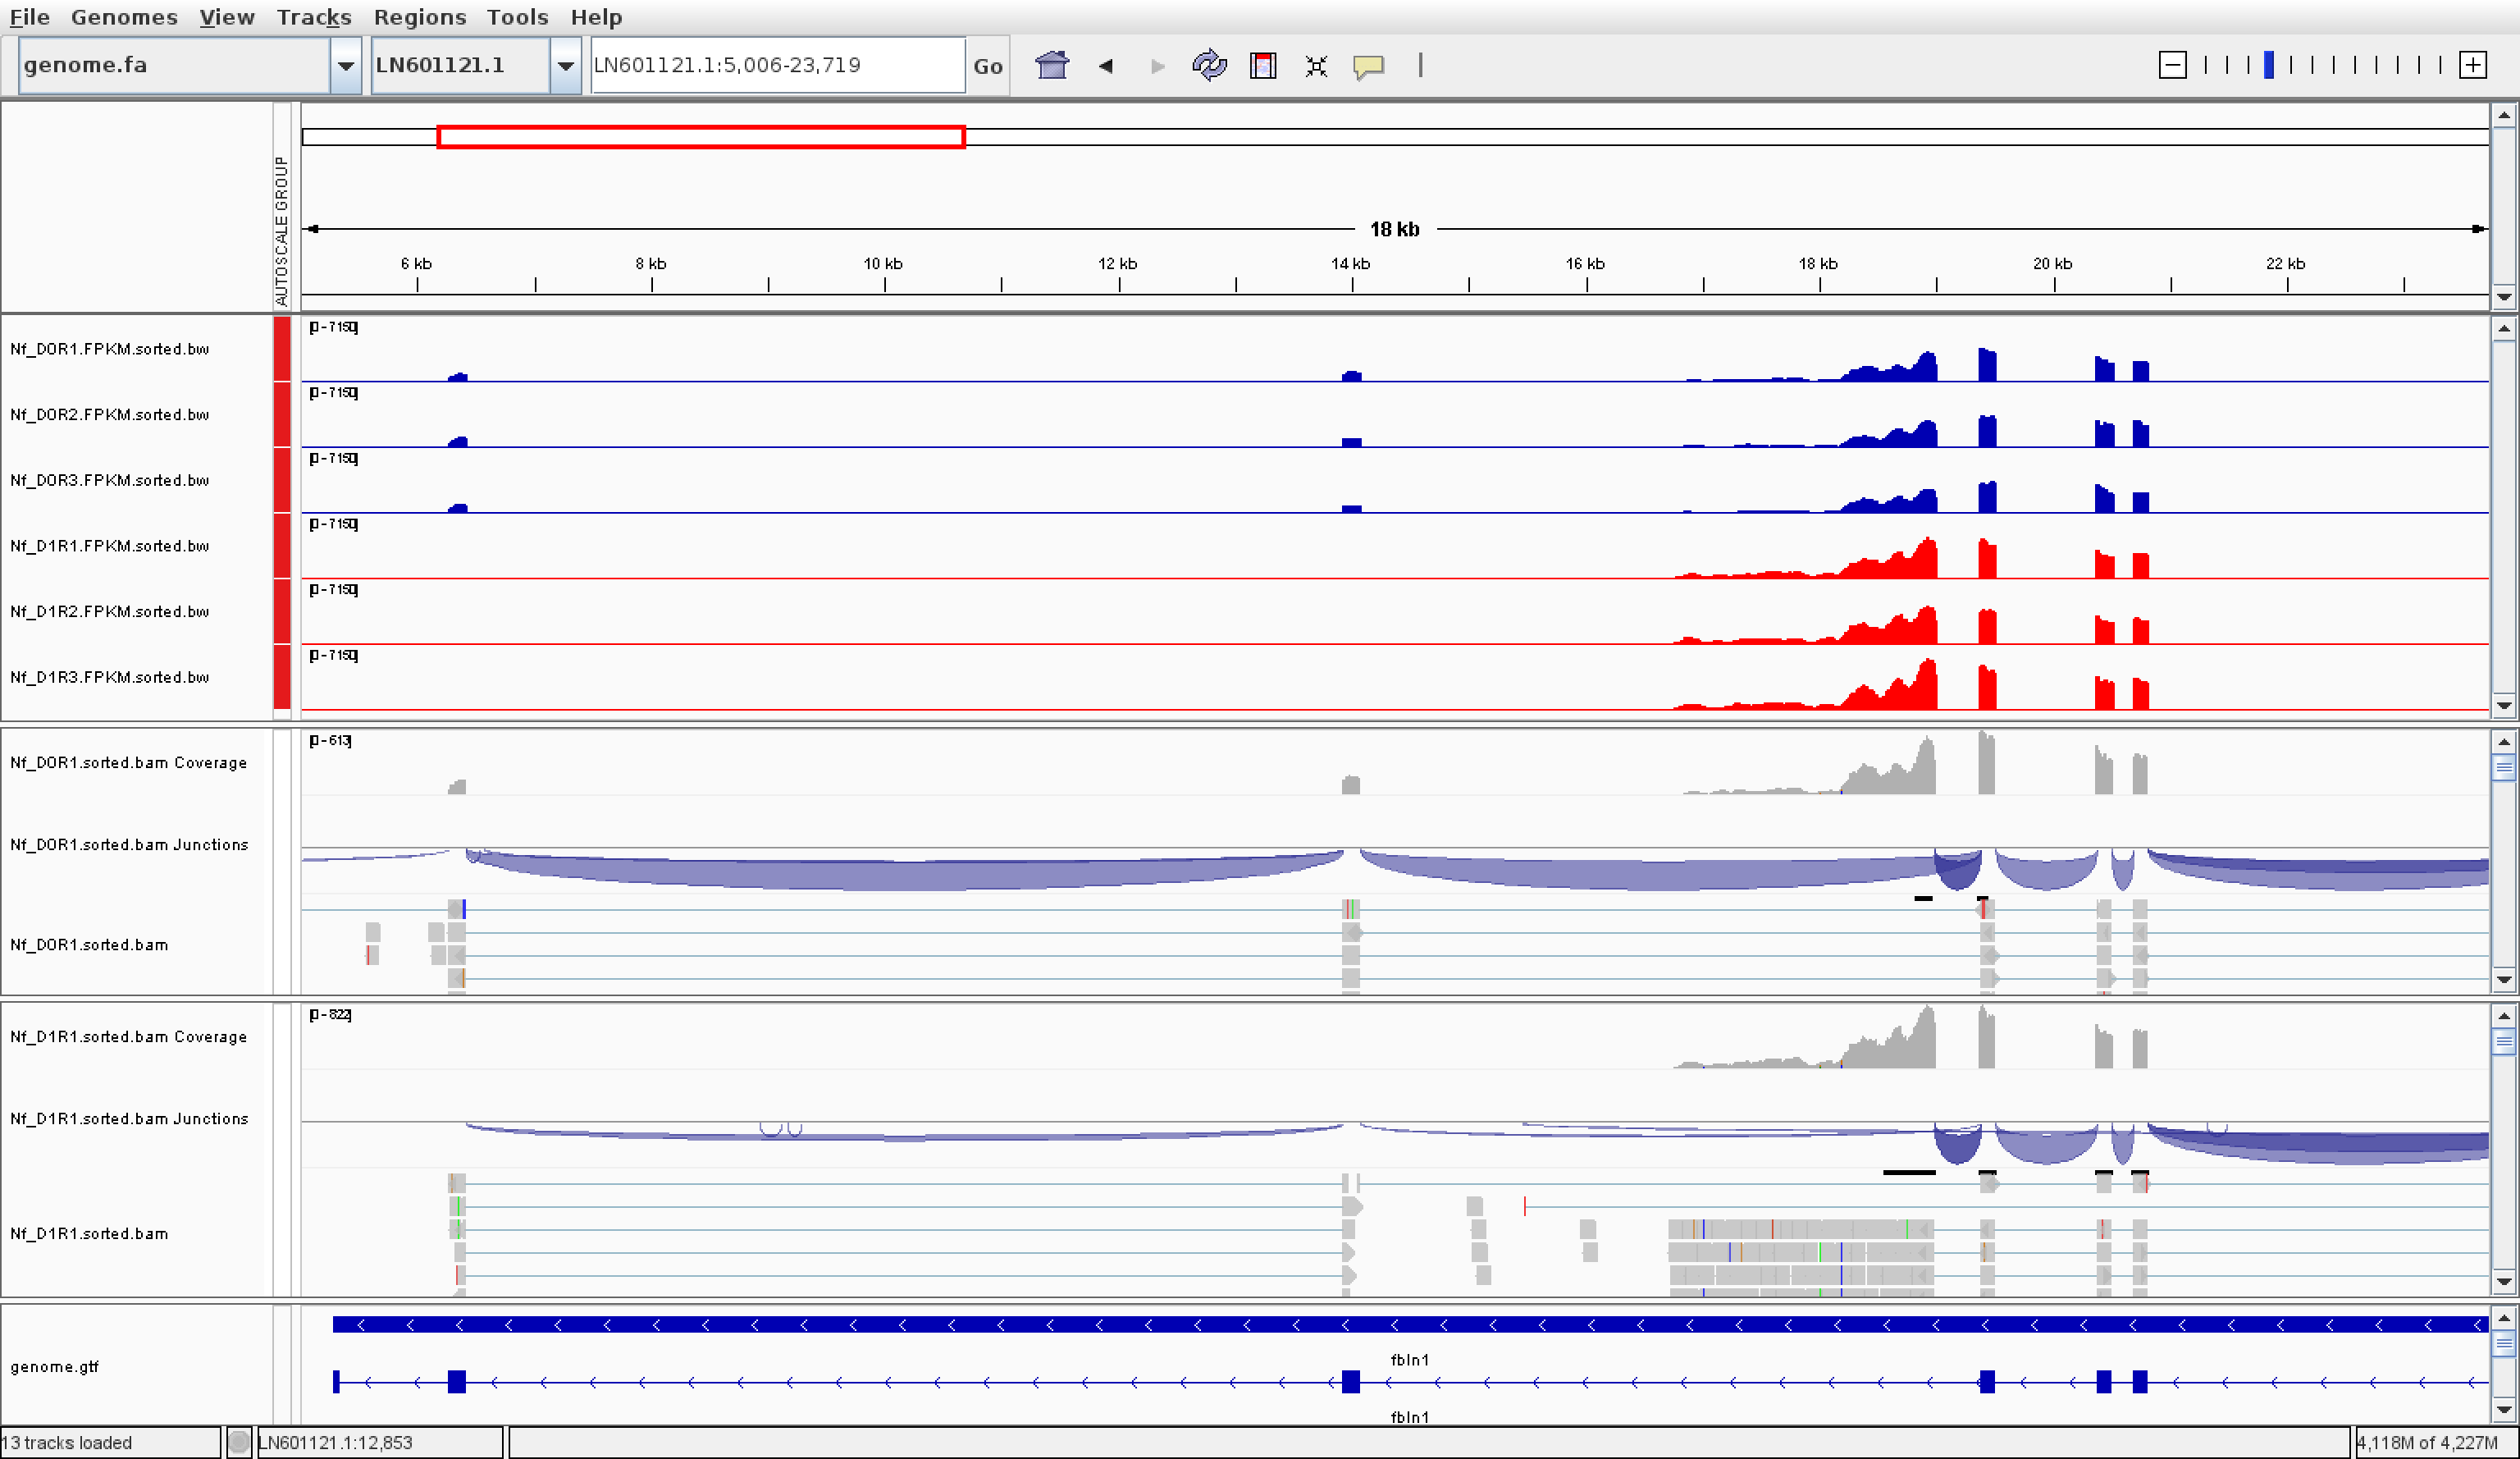 File Genomes View Tracks Regions Tools Help
genome.fa LN601121.1 LN601121.1:5,006-23,719 Go
AUTOSCALE GROUP
18 kb
6 kb 8 kb 10 kb 12 kb 14 kb 16 kb 18 kb 20 kb 22 kb
[0-7150]
Nf_D0R1.FPKM.sorted.bw
[0-7150]
Nf_D0R2.FPKM.sorted.bw
[0-7150]
Nf_D0R3.FPKM.sorted.bw
[0-7150]
Nf_D1R1.FPKM.sorted.bw
[0-7150]
Nf_D1R2.FPKM.sorted.bw
[0-7150]
Nf_D1R3.FPKM.sorted.bw
[0-613]
Nf_D0R1.sorted.bam Coverage
Nf_D0R1.sorted.bam Junctions
Nf_D0R1.sorted.bam
[0-822]
Nf_D1R1.sorted.bam Coverage
Nf_D1R1.sorted.bam Junctions
Nf_D1R1.sorted.bam
fbln1
genome.gtf
fbln1
13 tracks loaded LN601121.1:12,853 4,118M of 4,227M